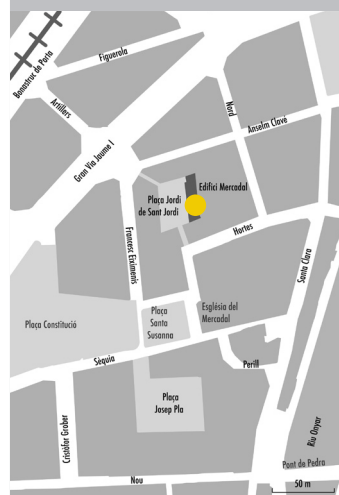 Bonastruc de Porta
Figuerola
Artillers
Gran Via Jaume I
Nord
Anselm Clavé
Plaça Jordi
de Sant Jordi
Edifici Mercadal
Francesc Eiximenis
Hortes
Santa Clara
Plaça Constitució
Plaça
Santa
Susanna
Església del
Mercadal
Séquia
Perill
Plaça
Josep Pla
Cristòfor Grober
Riu Onyar
Pont de Pedra
Nou
50 m